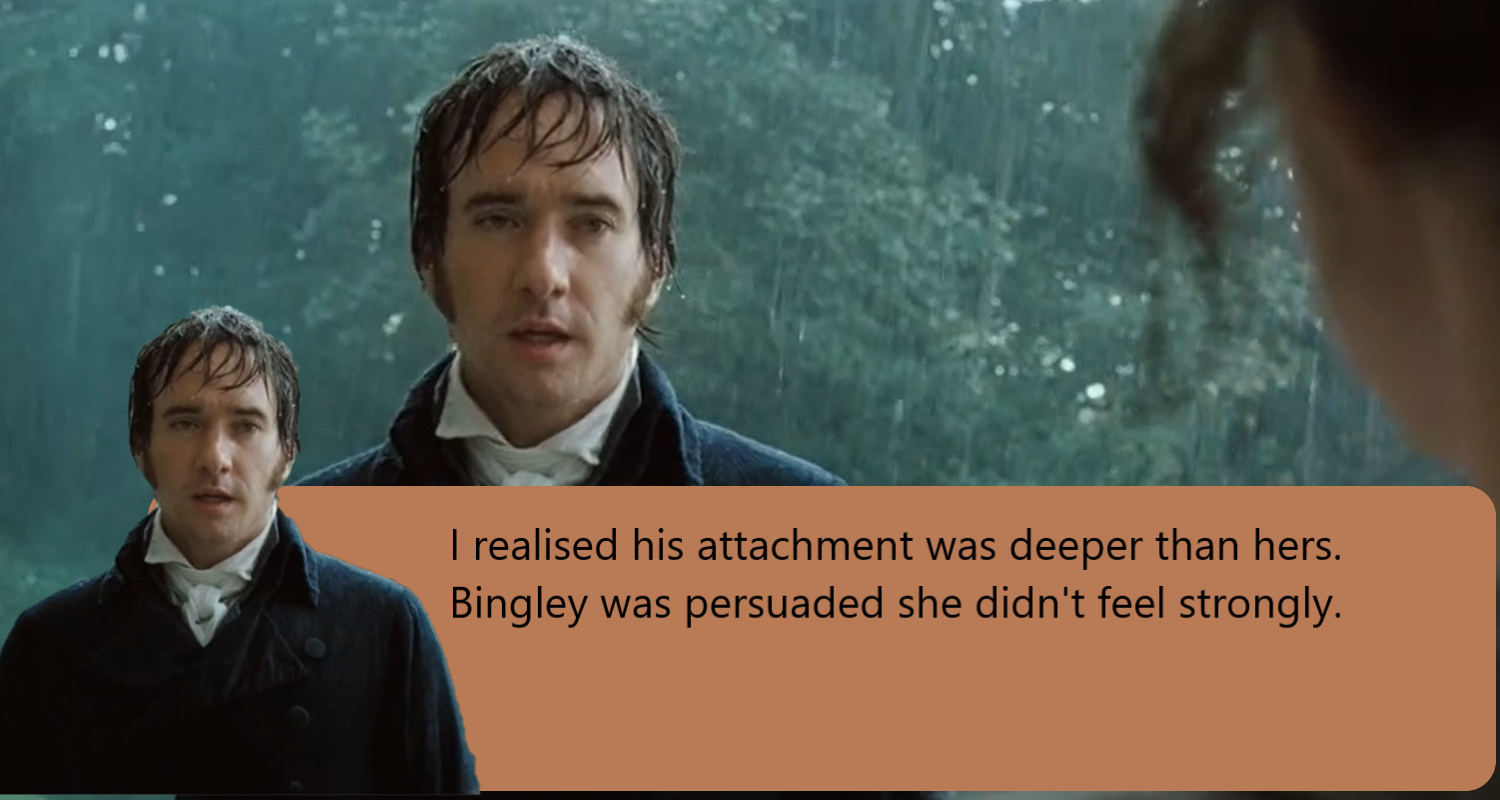 I realised his attachment was deeper than hers.
Bingley was persuaded she didn't feel strongly.